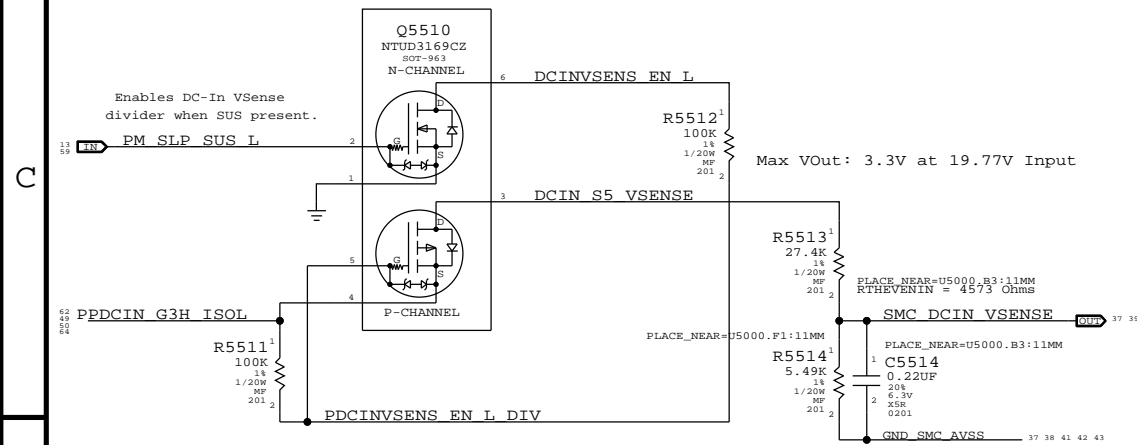 C
Q5510
NTUD3169CZ
SOT-963
N-CHANNEL
D
G
S
6
DCINVSENS_EN_L
Enables DC-In VSense
divider when SUS present.
13
59
IN
PM_SLP_SUS_L
2
1
R5512
1
100K
1%
1/20W
MF
201
2
Max VOut: 3.3V at 19.77V Input
3
DCIN_S5_VSENSE
D
G
S
5
4
P-CHANNEL
62
49
50
64
PPDCIN_G3H_ISOL
R5511
1
100K
1%
1/20W
MF
201
2
PDCINVSENS_EN_L_DIV
R5513
1
27.4K
1%
1/20W
MF
201
2
PLACE_NEAR=U5000.B3:11MM
RTHEVENIN = 4573 Ohms
SMC_DCIN_VSENSE
OUT
37 39
PLACE_NEAR=U5000.F1:11MM
R5514
1
5.49K
1%
1/20W
MF
201
2
PLACE_NEAR=U5000.B3:11MM
1
C5514
0.22UF
20%
6.3V
X5R
0201
2
GND_SMC_AVSS
37 38 41 42 43